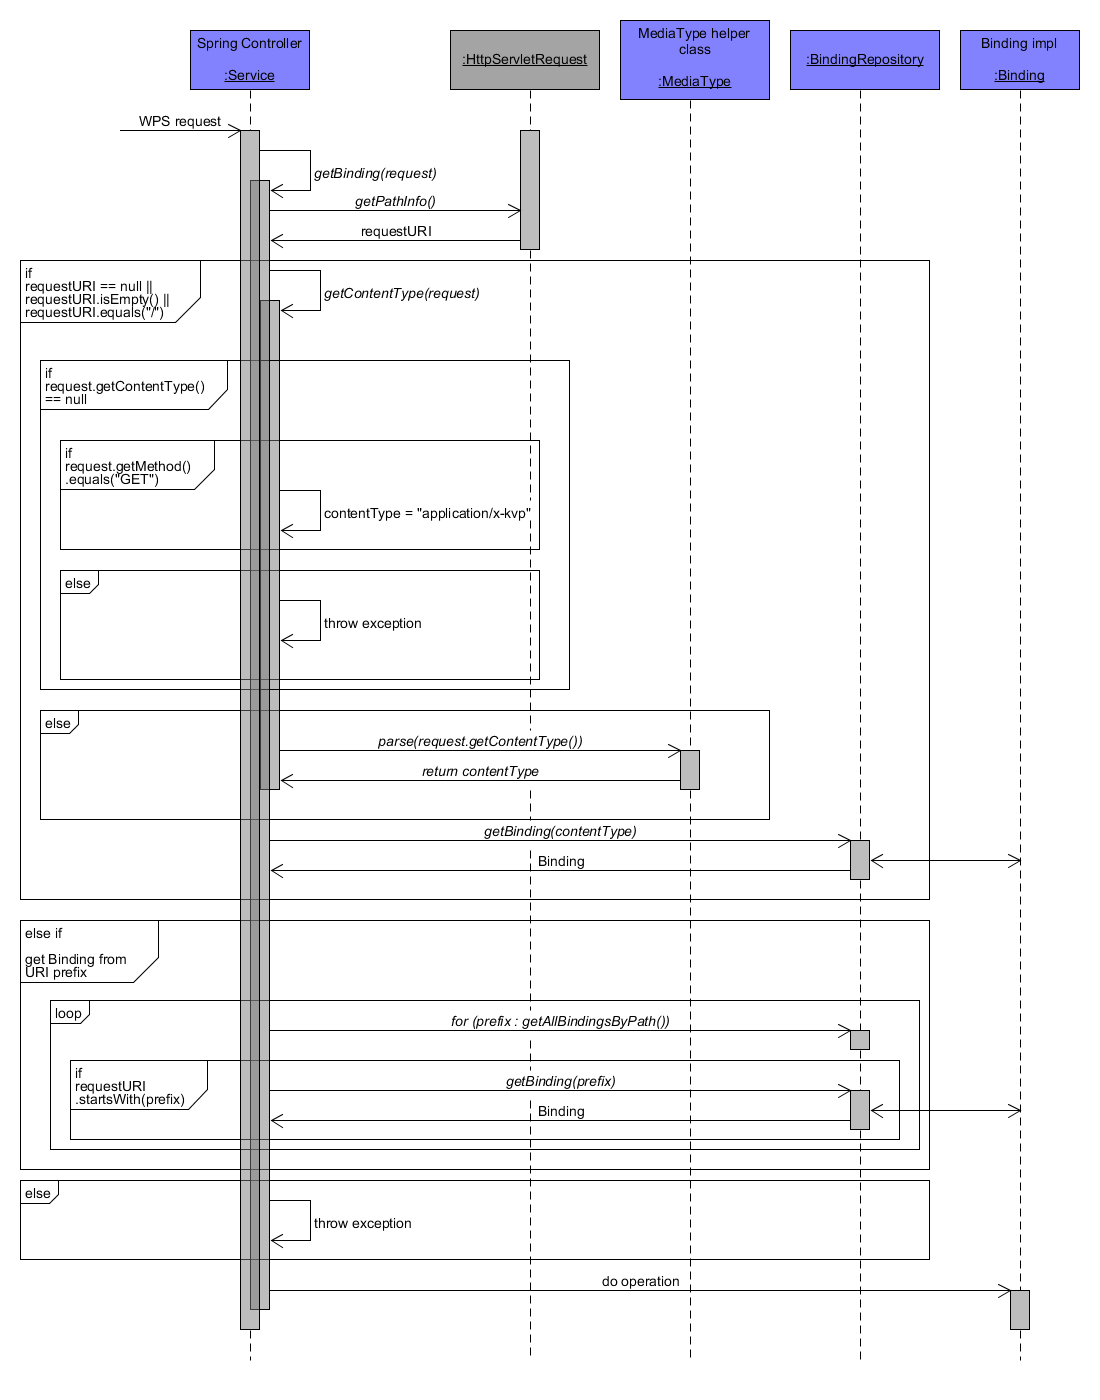 Spring Controller
:Service
:HttpServletRequest
MediaType helper
class
:MediaType
:BindingRepository
Binding impl
:Binding
WPS request
getBinding(request)
getPathInfo()
requestURI
if
requestURI == null ||
requestURI.isEmpty() ||
requestURI.equals("/")
getContentType(request)
if
request.getContentType()
== null
if
request.getMethod()
.equals("GET")
contentType = "application/x-kvp"
else
throw exception
else
parse(request.getContentType())
return contentType
getBinding(contentType)
Binding
else if
get Binding from
URI prefix
loop
for (prefix : getAllBindingsByPath())
if
requestURI
.startsWith(prefix)
getBinding(prefix)
Binding
else
throw exception
do operation